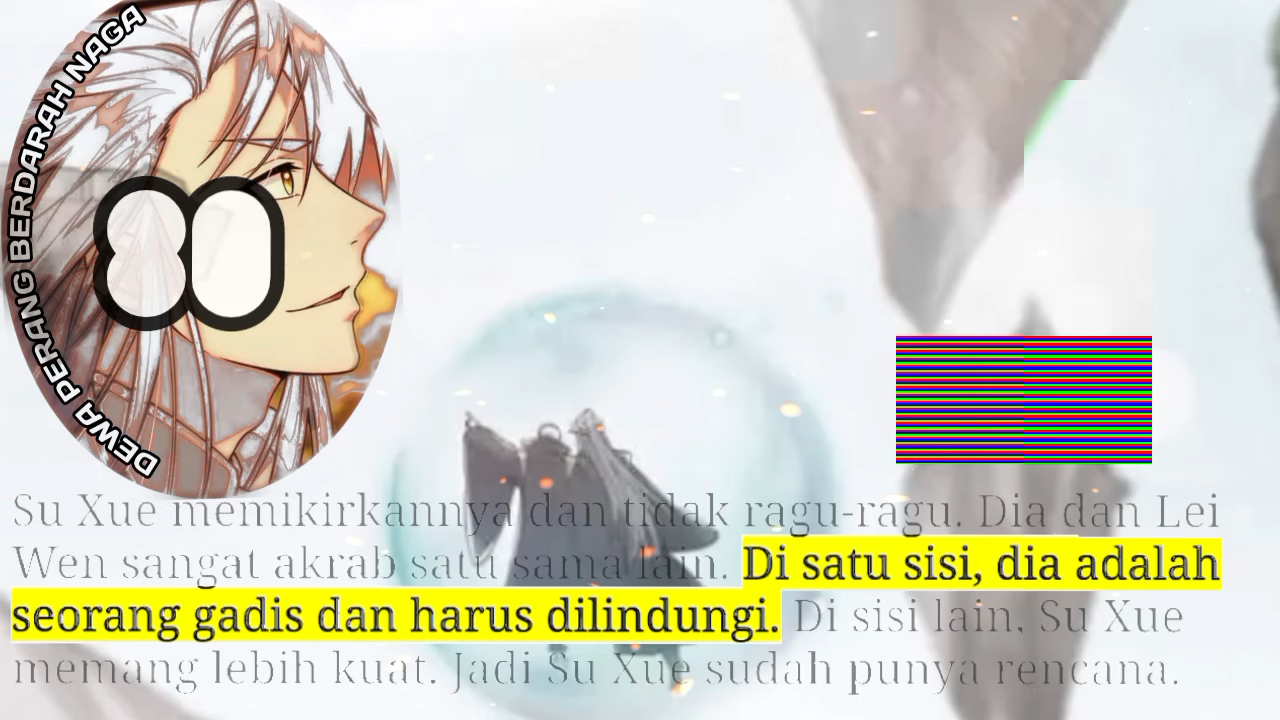 DEWA PERANG BERDARAH NAGA
80
Su Xue memikirkannya dan tidak ragu-ragu. Dia dan Lei
Wen sangat akrab satu sama lain. Di satu sisi, dia adalah
seorang gadis dan harus dilindungi. Di sisi lain, Su Xue
memang lebih kuat. Jadi Su Xue sudah punya rencana.